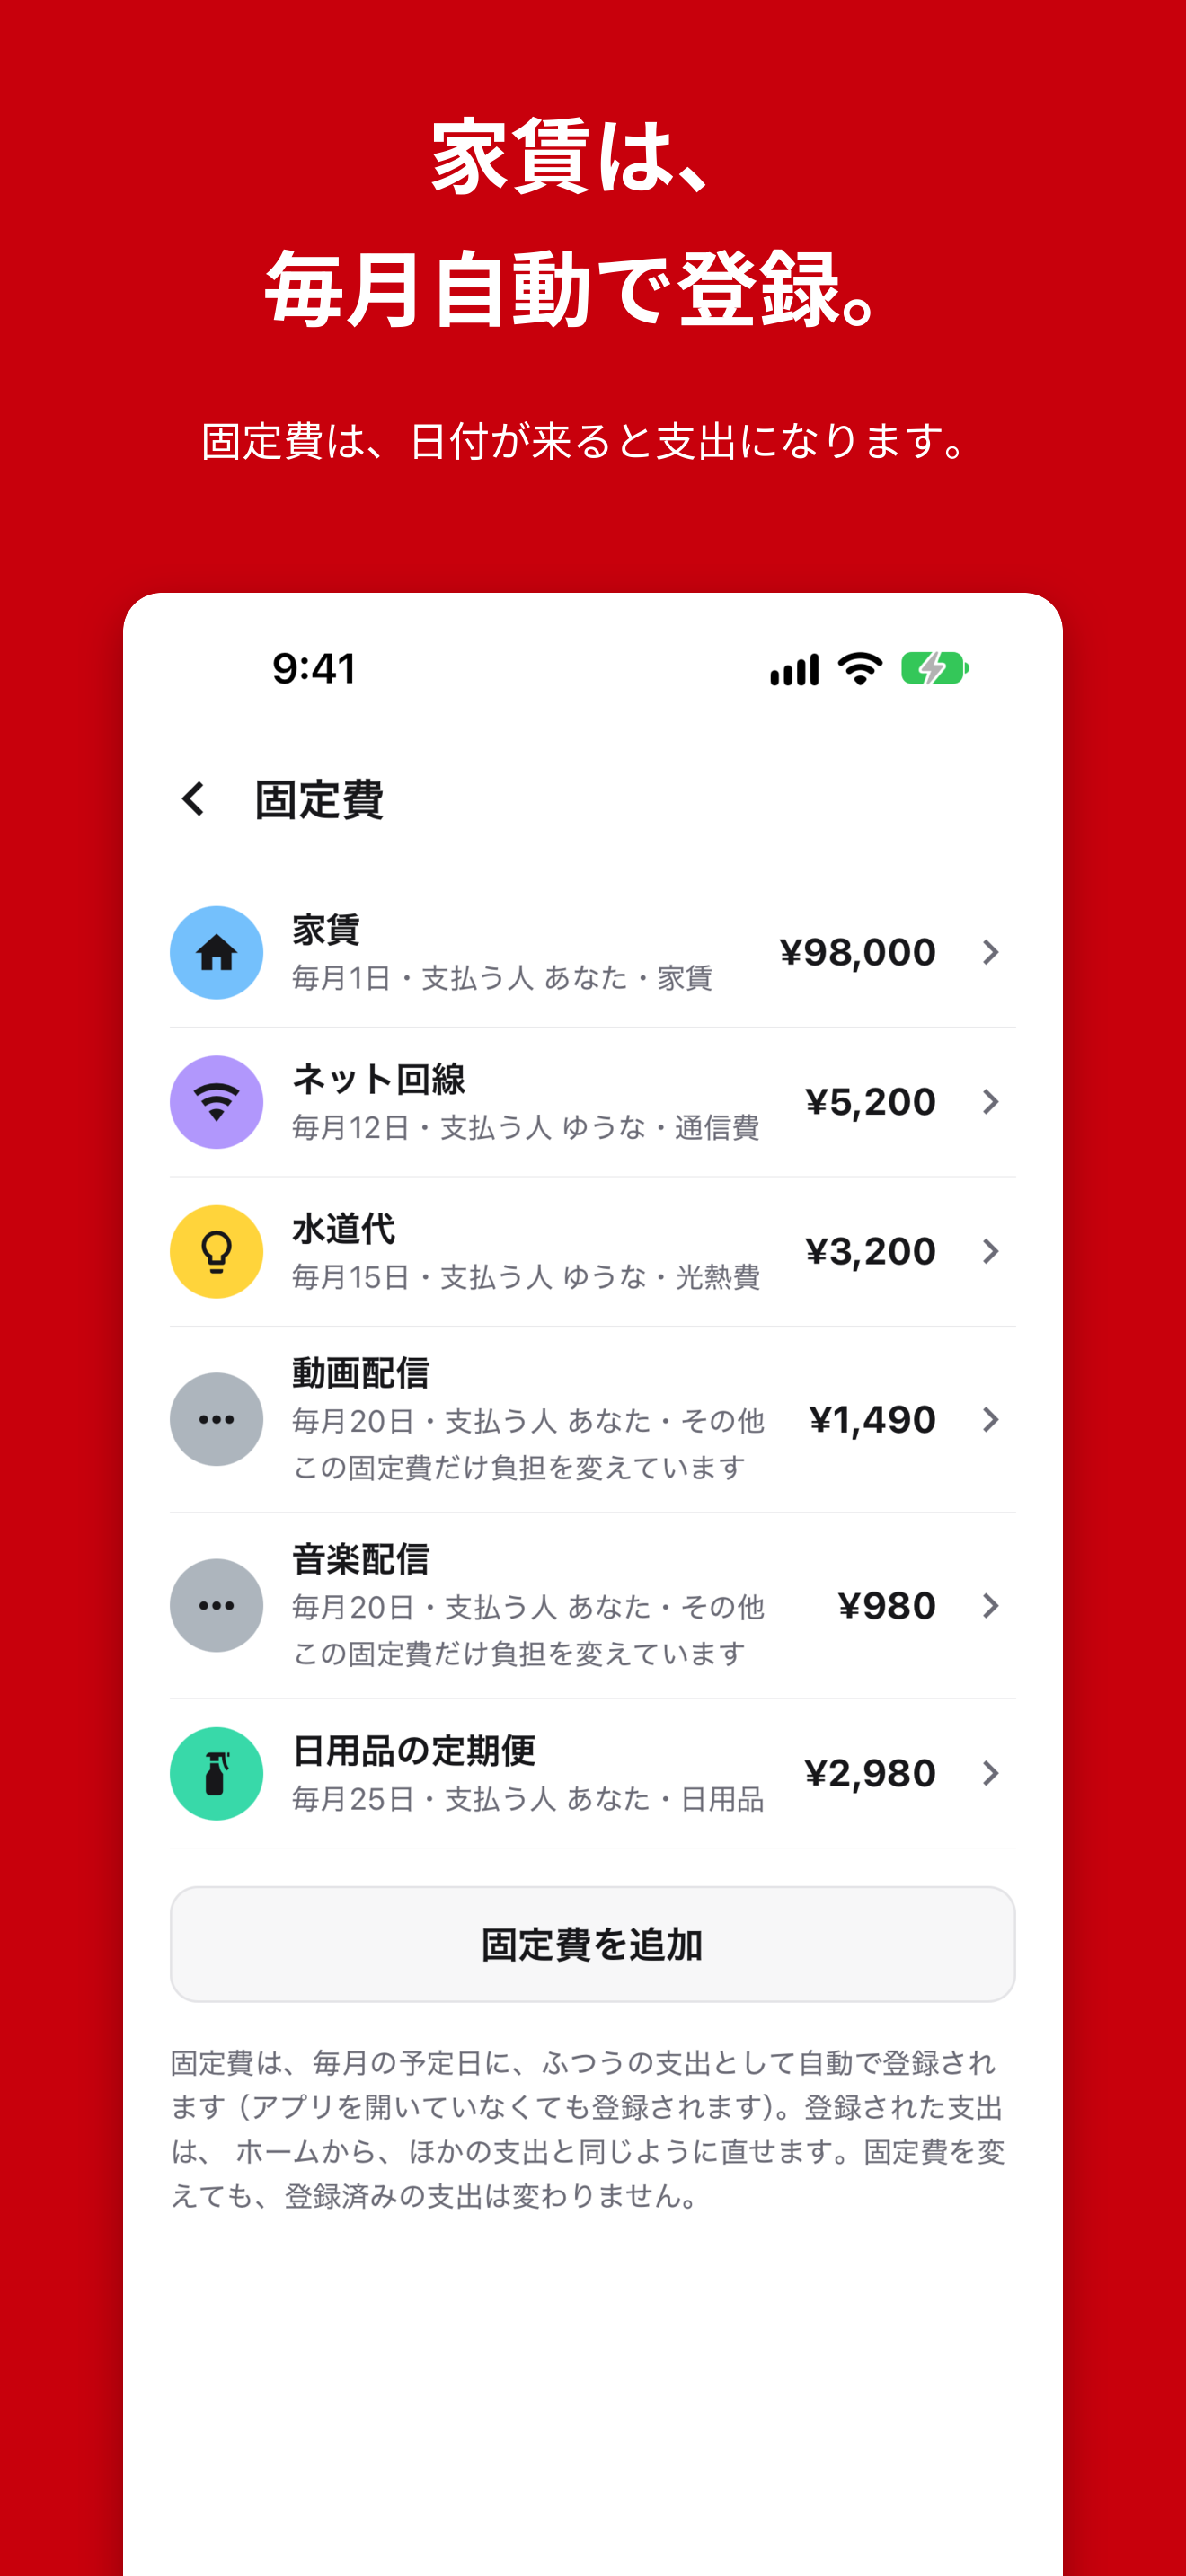 家賃は、
毎月自動で登録。
固定費は、日付が来ると支出になります。
9:41
固定費
家賃
毎月1日・支払う人 あなた・家賃
¥98,000
ネット回線
毎月12日・支払う人 ゆうな・通信費
¥5,200
水道代
毎月15日・支払う人 ゆうな・光熱費
¥3,200
動画配信
毎月20日・支払う人 あなた・その他
この固定費だけ負担を変えています
¥1,490
音楽配信
毎月20日・支払う人 あなた・その他
この固定費だけ負担を変えています
¥980
日用品の定期便
毎月25日・支払う人 あなた・日用品
¥2,980
固定費を追加
固定費は、毎月の予定日に、ふつうの支出として自動で登録され
ます（アプリを開いていなくても登録されます）。登録された支出
は、 ホームから、ほかの支出と同じように直せます。固定費を変
えても、登録済みの支出は変わりません。